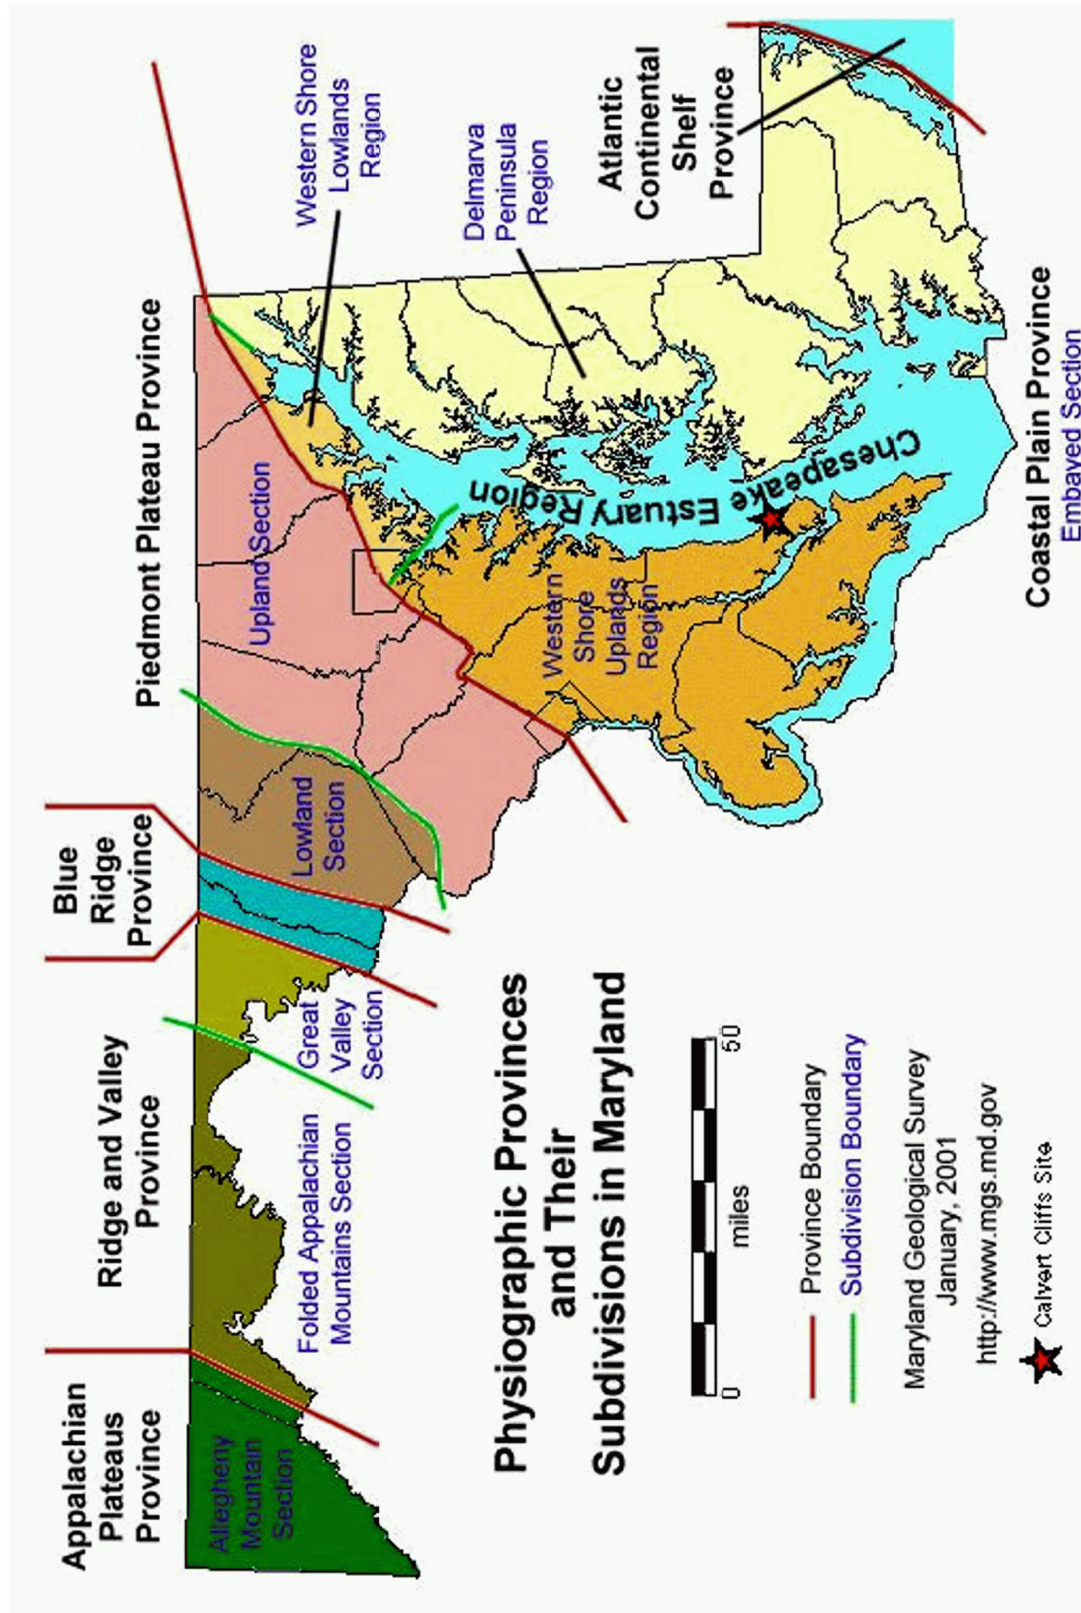 Appalachian
Plateaus
Province
Ridge and Valley
Province
Blue
Ridge
Province
Piedmont Plateau Province
Allegheny
Mountain
Section
Folded Appalachian
Mountains Section
Great
Valley
Section
Lowland
Section
Upland Section
Western Shore
Lowlands
Region
Delmarva
Peninsula
Region
Atlantic
Continental
Shelf
Province
Chesapeake Estuary Region
Western
Shore
Uplands
Region
Coastal Plain Province
Embayed Section
Physiographic Provinces
and Their
Subdivisions in Maryland
0
50
miles
Province Boundary
Subdivision Boundary
Maryland Geological Survey
January, 2001
http://www.mgs.md.gov
Calvert Cliffs Site